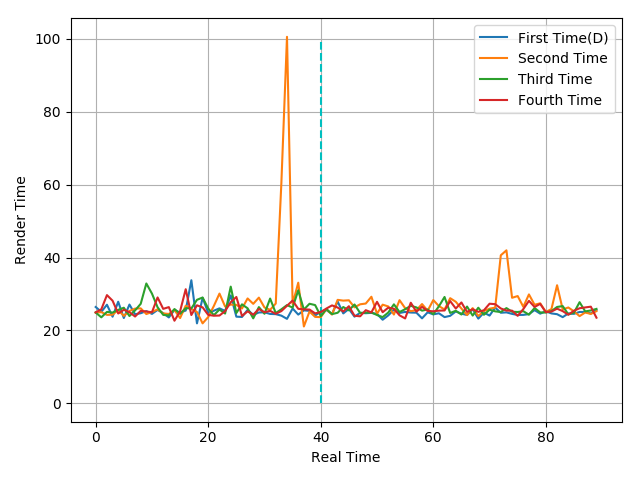 First Time(D)
Second Time
Third Time
Fourth Time
Render Time
100
80
60
40
20
0
0 20 40 60 80
Real Time